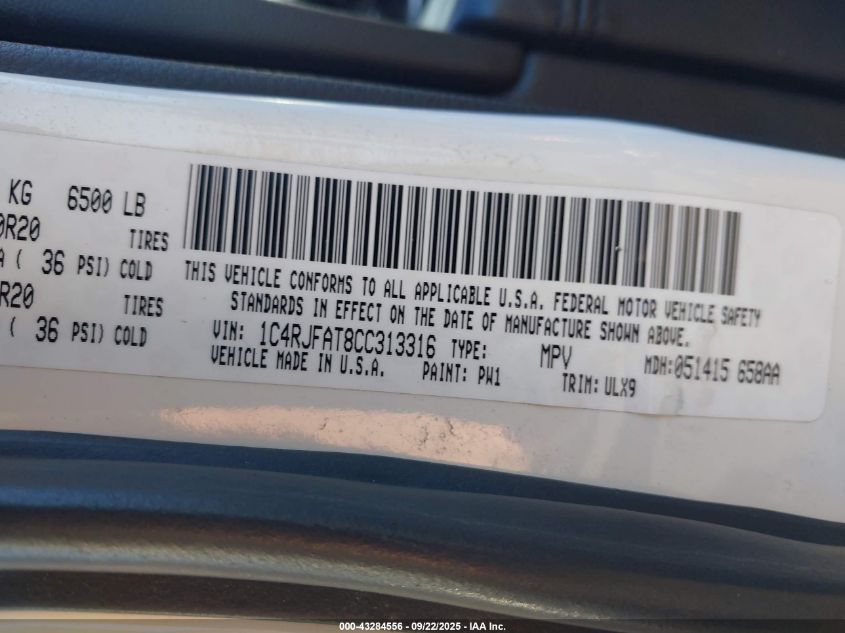 KG 6500 LB
0R20 TIRES
( 36 PSI) COLD
R20 TIRES
( 36 PSI) COLD
THIS VEHICLE CONFORMS TO ALL APPLICABLE U.S.A. FEDERAL MOTOR VEHICLE SAFETY
STANDARDS IN EFFECT ON THE DATE OF MANUFACTURE SHOWN ABOVE.
VIN: 1C4RJFAT8CC313316 TYPE: MPV MDH:051415 658AA
VEHICLE MADE IN U.S.A. PAINT: PW1 TRIM: ULX9
000-43284556 - 09/22/2025 - IAA Inc.